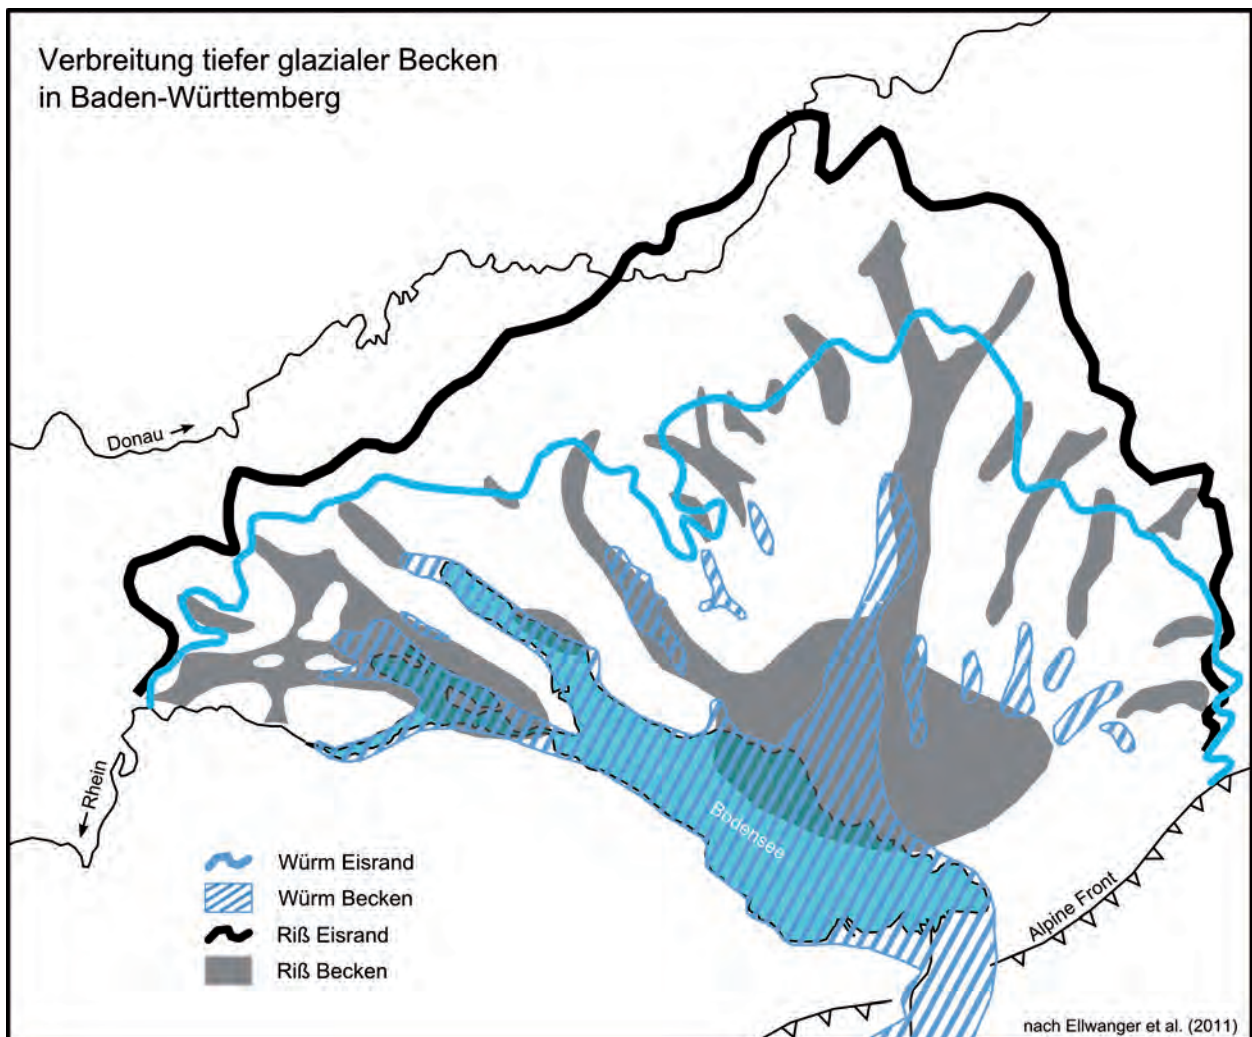 Verbreitung tiefer glazialer Becken
in Baden-Württemberg
Donau
Rhein
Bodensee
Alpine Front
Würm Eisrand
Würm Becken
Riß Eisrand
Riß Becken
nach Ellwanger et al. (2011)